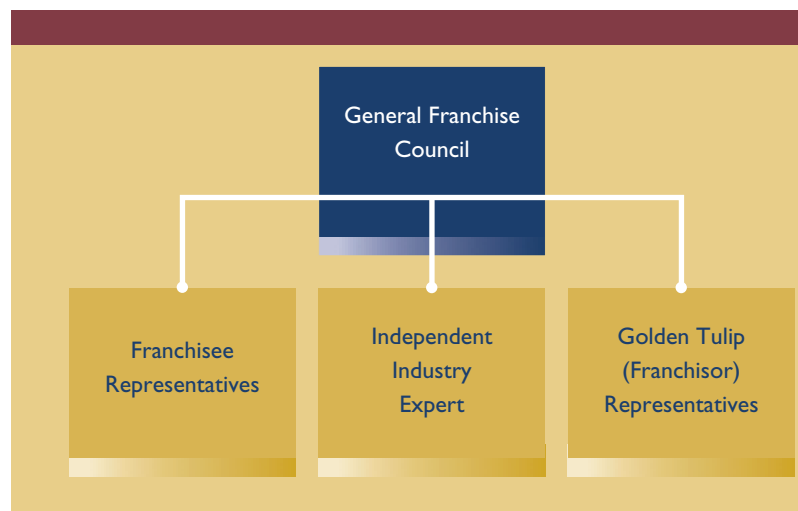 General Franchise
Council
Franchisee
Representatives
Independent
Industry
Expert
Golden Tulip
(Franchisor)
Representatives